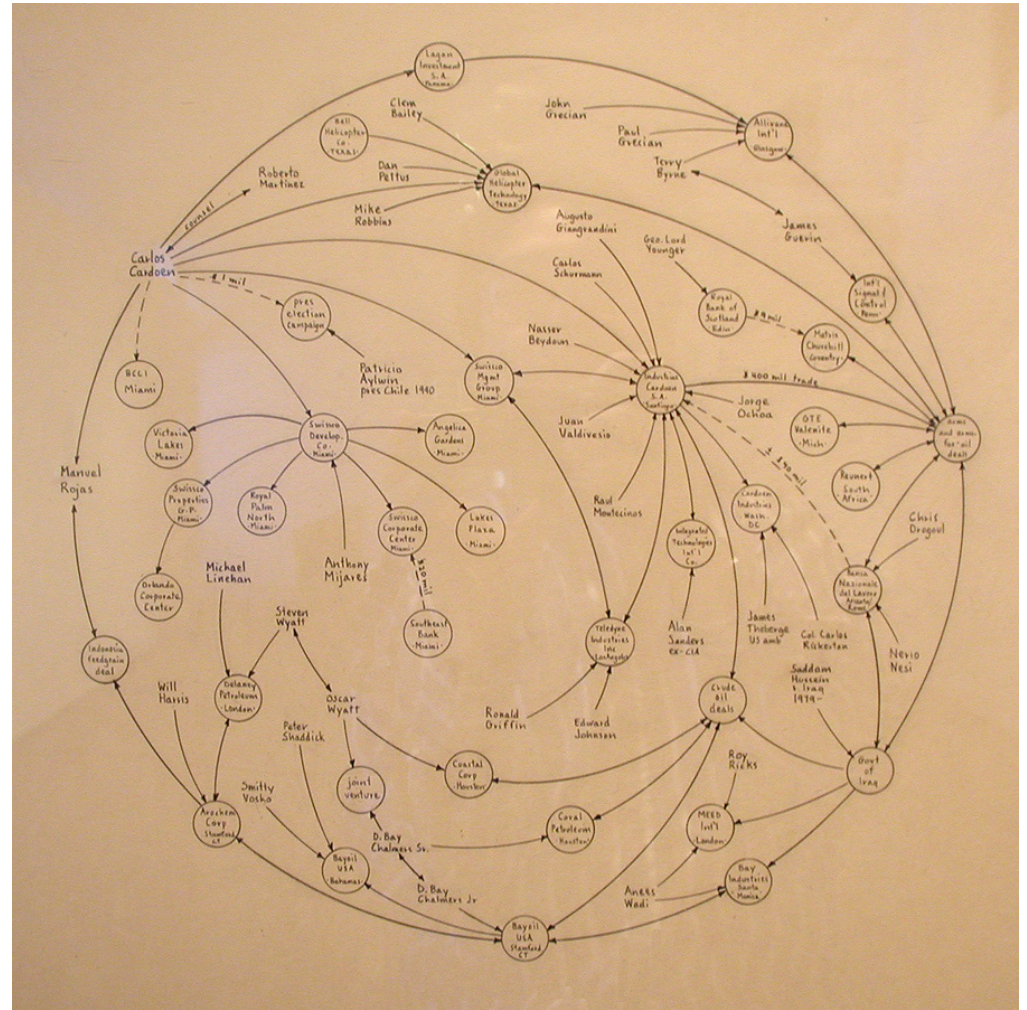 Lagan
Investment
S.A.
Panama
Clem
Bailey
John
Grecian
Bell
Helicopter
Co.
Texas
Paul
Grecian
Allivane
Int'l
Glasgow
Dan
Pettus
Global
Helicopter
Technology
Texas
Terry
Byrne
Roberto
Martinez
counsel
Mike
Robbins
Augusto
Giangrandini
James
Guerin
Geo. Lord
Younger
Carlos
Cardoen
$1 mil
Carlos
Schurmann
Int'l
Signal &
Control
Penn.
pres
election
campaign
Royal
Bank of
Scotland
Edin.
$9 mil
Matrix
Churchill
Coventry
Nasser
Beydoun
BCCI
Miami
Patricio
Aylwin
pres Chile 1990
Swissco
Mgmt
Group
Miami
Industrias
Cardoen
S.A.
Santiago
$400 mil trade
Jorge
Ochoa
Juan
Valdivesio
GTE
Valenite
Mich.
arms
and arms-
for-oil
deals
Victoria
Lakes
Miami
Swissco
Develop.
Co.
Miami
Angelica
Gardens
Miami
Manuel
Rojas
Swissco
Properties
G.P.
Miami
Royal
Palm
North
Miami
Swissco
Corporate
Center
Miami
Lakes
Plaza
Miami
Raul
Montecinos
Cardoen
Industries
Wash.
DC
Reunert
South
Africa
Chris
Drogoul
Integrated
Technologies
Int'l
Co.
Michael
Linehan
Anthony
Mijares
$20 mil
Orlando
Corporate
Center
Banca
Nazionale
del Lavoro
Atlanta/
Rome
Steven
Wyatt
Southeast
Bank
Miami
Teledyne
Industries
Inc
Los Angeles
Alan
Sanders
ex-CIA
James
Theberge
US amb
Col. Carlos
Rickertson
Nerio
Nesi
Indonesia
feedgrain
deal
Saddam
Hussein
Iraq
1979-
Will
Harris
Delaney
Petroleum
London
Oscar
Wyatt
Crude
oil
deals
Ronald
Griffin
Edward
Johnson
Peter
Shaddick
Roy
Ricks
Coastal
Corp
Houston
Govt
of
Iraq
Smitty
Vosko
joint
venture
Arochem
Corp
Stamford
CT
D. Bay
Chalmers Sr.
Coral
Petroleum
Houston
MEED
Int'l
London
Bayoil
USA
Bahamas
D. Bay
Chalmers Jr
Anees
Wadi
Bay
Industries
Santa
Monica
Bayoil
USA
Stamford
CT